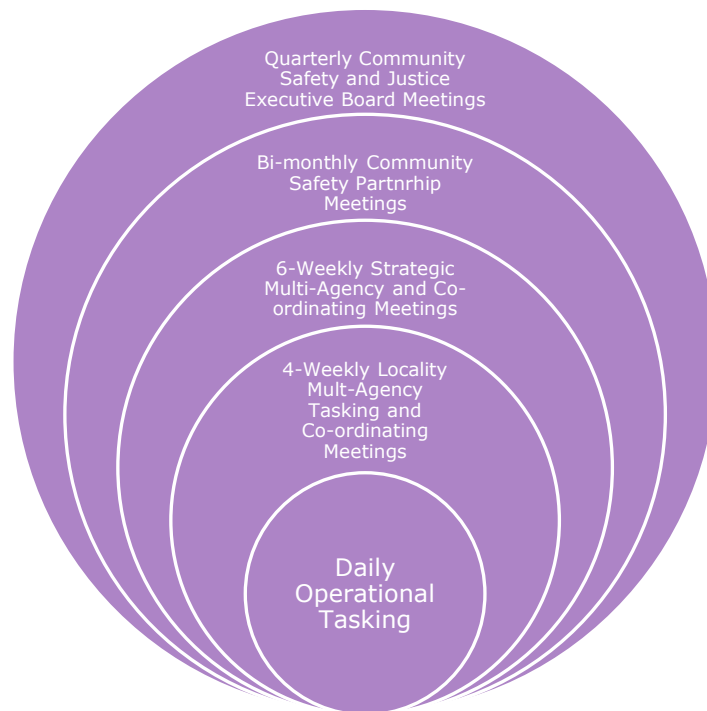 Quarterly Community
Safety and Justice
Executive Board Meetings
Bi-monthly Community
Safety Partnrhip
Meetings
6-Weekly Strategic
Multi-Agency and Co-
ordinating Meetings
4-Weekly Locality
Mult-Agency
Tasking and
Co-ordinating
Meetings
Daily
Operational
Tasking